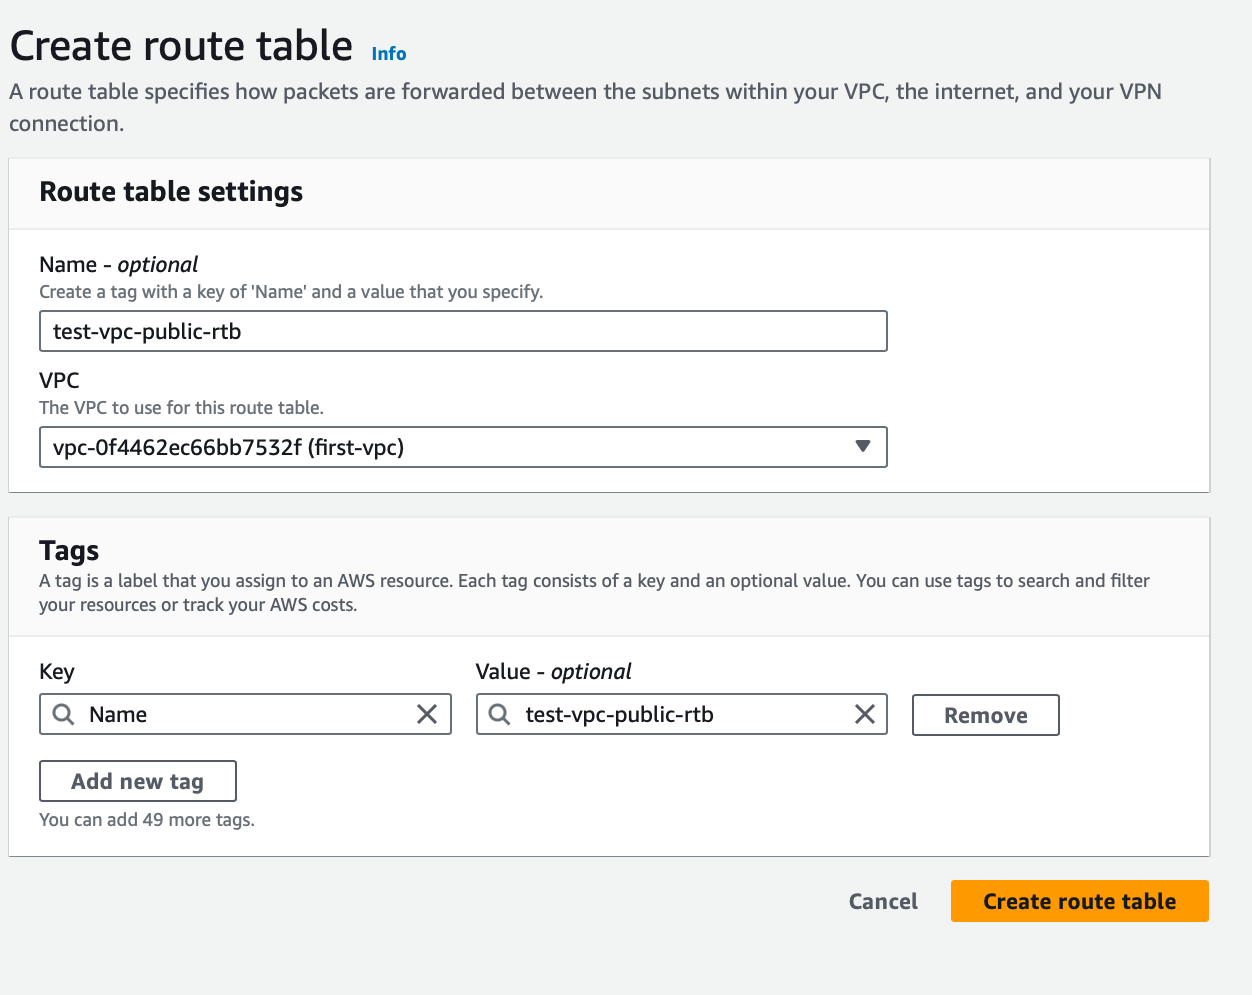 Create route table Info
A route table specifies how packets are forwarded between the subnets within your VPC, the internet, and your VPN
connection.
Route table settings
Name - optional
Create a tag with a key of 'Name' and a value that you specify.
test-vpc-public-rtb
VPC
The VPC to use for this route table.
vpc-0f4462ec66bb7532f (first-vpc)
Tags
A tag is a label that you assign to an AWS resource. Each tag consists of a key and an optional value. You can use tags to search and filter
your resources or track your AWS costs.
Key Value - optional
Name test-vpc-public-rtb Remove
Add new tag
You can add 49 more tags.
Cancel Create route table